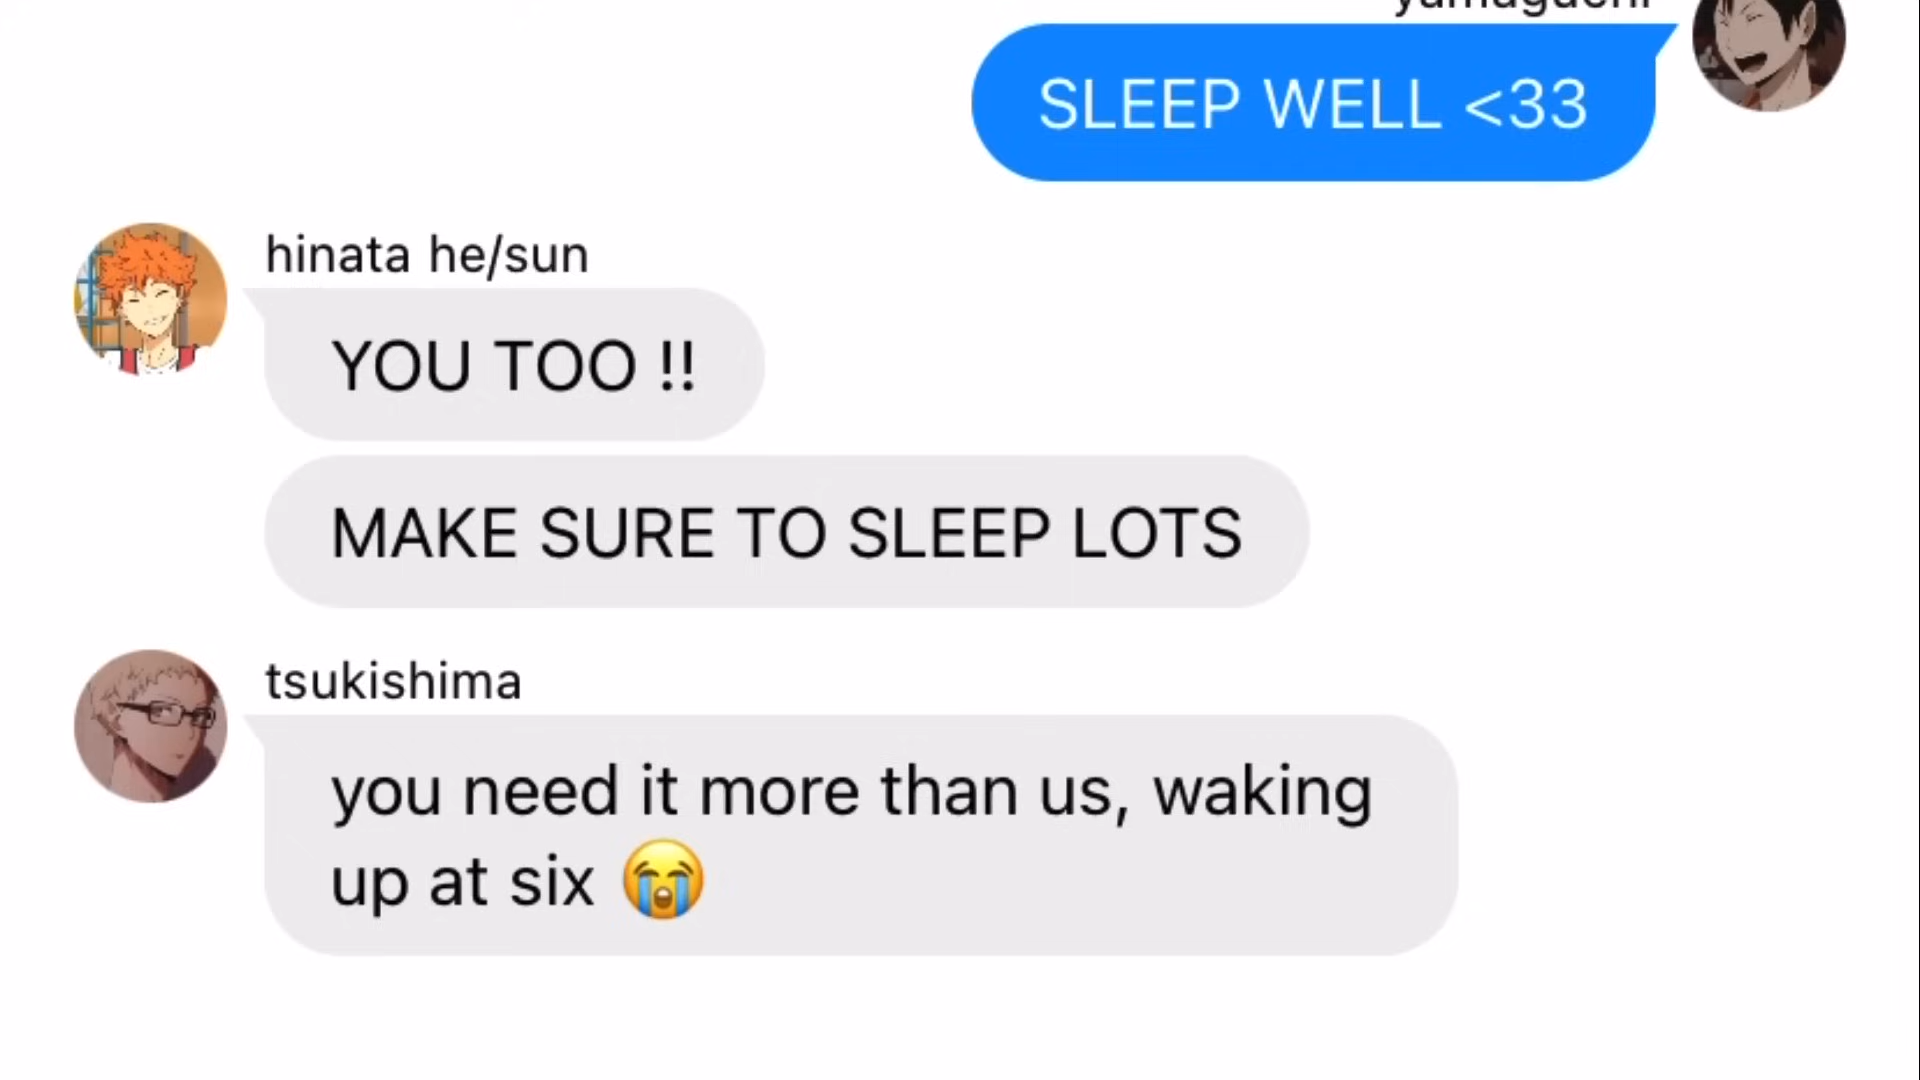 yamaguchi
SLEEP WELL <33
hinata he/sun
YOU TOO !!
MAKE SURE TO SLEEP LOTS
tsukishima
you need it more than us, waking
up at six 😭